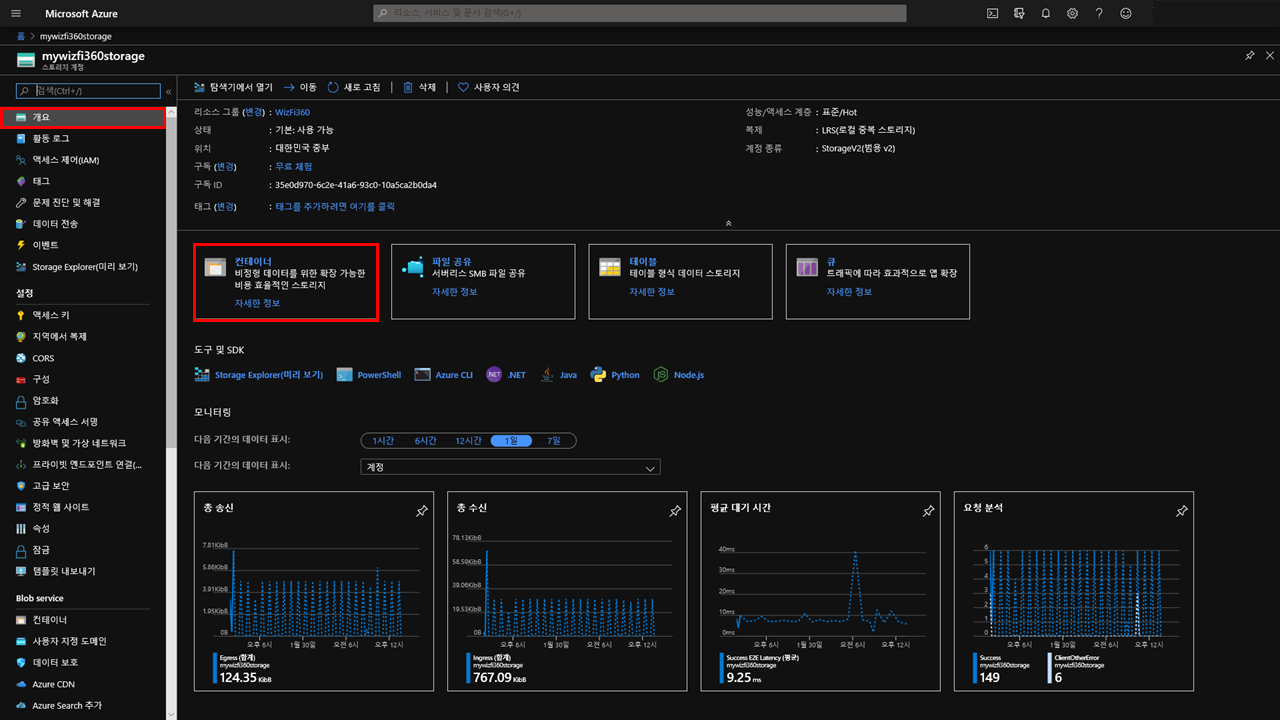 Microsoft Azure
리소스, 서비스 및 문서 검색(G+/)
홈 > mywizfi360storage
mywizfi360storage
스토리지 계정
검색(Ctrl+/)
개요
활동 로그
액세스 제어(IAM)
태그
문제 진단 및 해결
데이터 전송
이벤트
Storage Explorer(미리 보기)
설정
액세스 키
지역에서 복제
CORS
구성
암호화
공유 액세스 서명
방화벽 및 가상 네트워크
프라이빗 엔드포인트 연결(...
고급 보안
정적 웹 사이트
속성
잠금
템플릿 내보내기
Blob service
컨테이너
사용자 지정 도메인
데이터 보호
Azure CDN
Azure Search 추가
탐색기에서 열기 이동 새로 고침 삭제 사용자 의견
리소스 그룹 (변경) : WizFi360
상태 : 기본: 사용 가능
위치 : 대한민국 중부
구독 (변경) : 무료 체험
구독 ID : 35e0d970-6c2e-41a6-93c0-10a5ca2b0da4
태그 (변경) : 태그를 추가하려면 여기를 클릭
성능/액세스 계층 : 표준/Hot
복제 : LRS(로컬 중복 스토리지)
계정 종류 : StorageV2(범용 v2)
컨테이너
비정형 데이터를 위한 확장 가능한
비용 효율적인 스토리지
자세한 정보
파일 공유
서버리스 SMB 파일 공유
자세한 정보
테이블
테이블 형식 데이터 스토리지
자세한 정보
큐
트래픽에 따라 효과적으로 앱 확장
자세한 정보
도구 및 SDK
Storage Explorer(미리 보기) PowerShell Azure CLI NET .NET Java Python Node.js
모니터링
다음 기간의 데이터 표시: 1시간 6시간 12시간 1일 7일
다음 기간의 데이터 표시: 계정
총 송신
7.81KibB
5.86KibB
3.91KibB
1.95KibB
0B
오후 6시 1월 30일 오전 6시 오후 12시
Egress (합계)
mywizfi360storage
124.35 KibB
총 수신
78.13KibB
58.59KibB
39.06KibB
19.53KibB
0B
오후 6시 1월 30일 오전 6시 오후 12시
Ingress (합계)
mywizfi360storage
767.09 KibB
평균 대기 시간
40ms
30ms
20ms
10ms
0ms
오후 6시 1월 30일 오전 6시 오후 12시
Success E2E Latency (평균)
mywizfi360storage
9.25 ms
요청 분석
6
5
4
3
2
1
0
오후 6시 1월 30일 오전 6시 오후 12시
Success
mywizfi360storage
149
ClientOtherError
mywizfi360storage
6